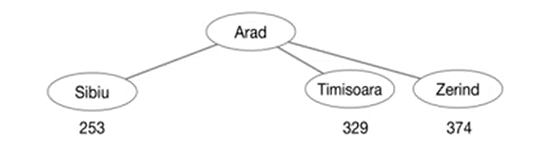 Arad
Sibiu
Timisoara
Zerind
253
329
374